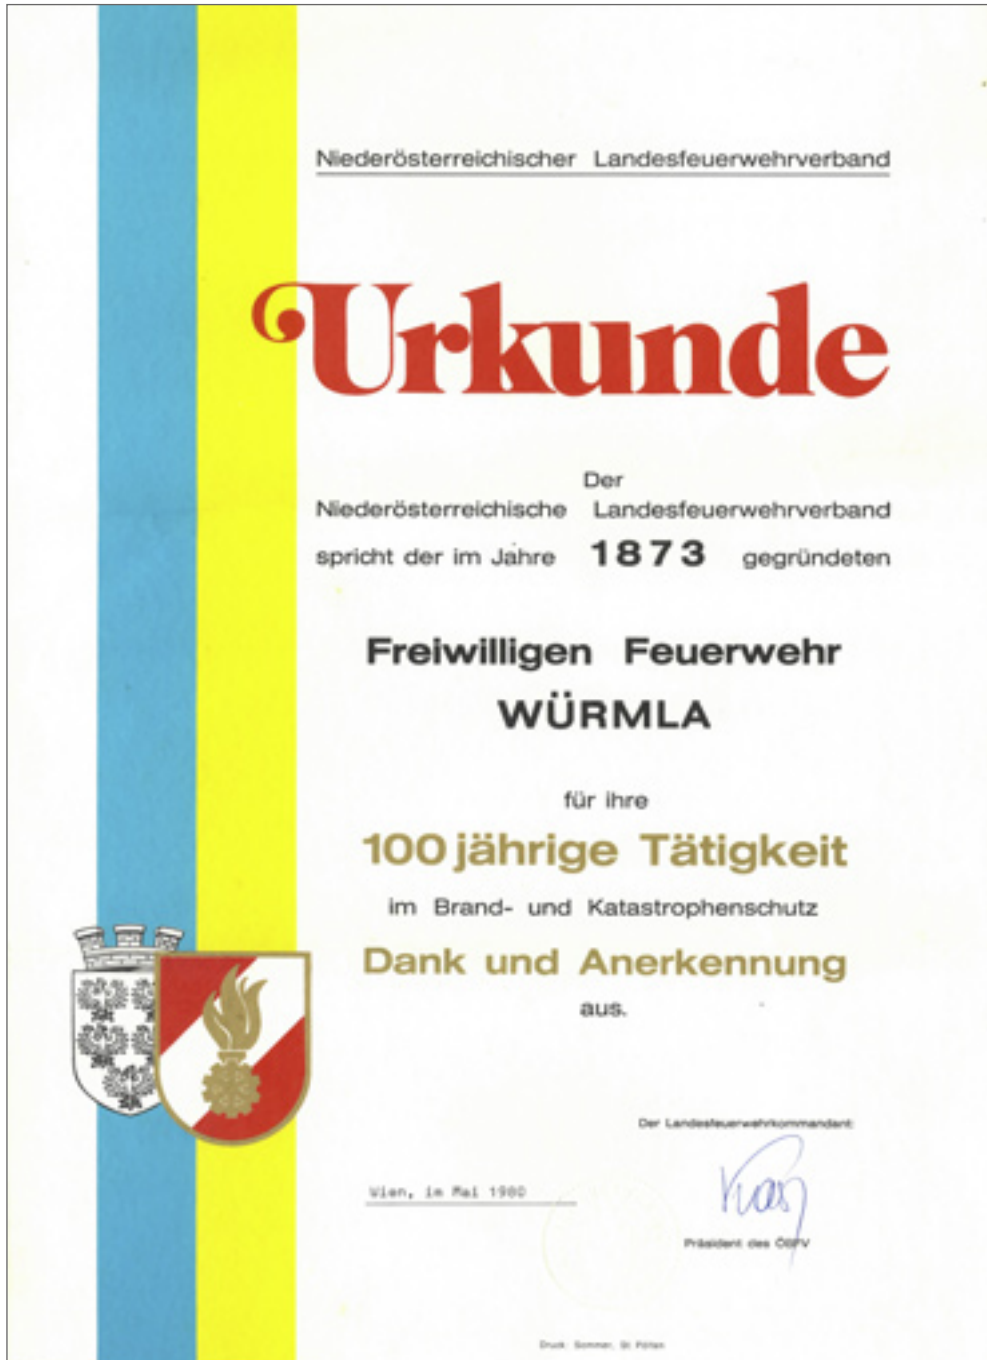 Niederösterreichischer Landesfeuerwehrverband
Urkunde
Der
Niederösterreichische Landesfeuerwehrverband
spricht der im Jahre 1873 gegründeten
Freiwilligen Feuerwehr
WÜRMLA
für ihre
100jährige Tätigkeit
im Brand- und Katastrophenschutz
Dank und Anerkennung
aus.
Der Landesfeuerwehrkommandant:
Wien, im Mai 1980
Präsident des ÖBFV
Druck: Sommer, St. Pölten